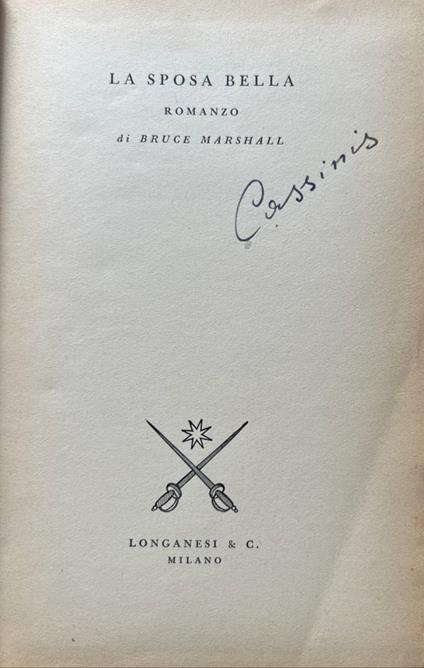 LA SPOSA BELLA
ROMANZO
di BRUCE MARSHALL
Cassinis
LONGANESI & C.
MILANO